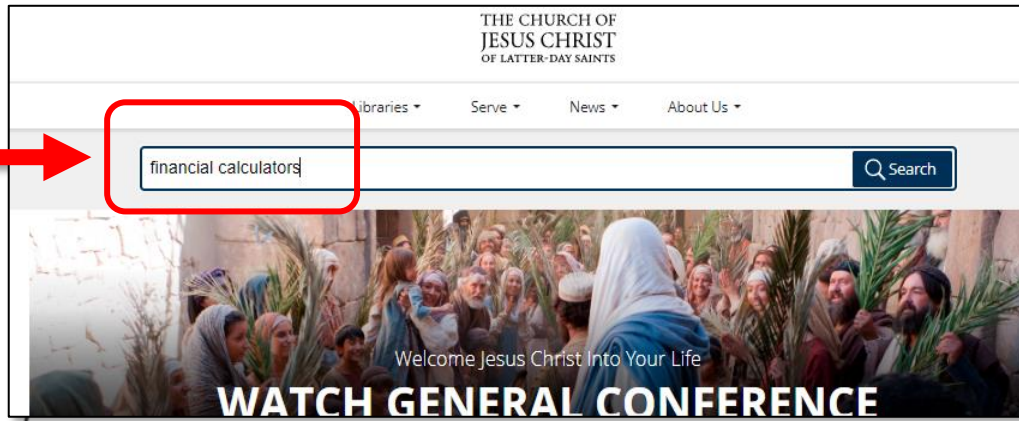 THE CHURCH OF
JESUS CHRIST
OF LATTER-DAY SAINTS
Libraries Serve News About Us
financial calculators Search
Welcome Jesus Christ Into Your Life
WATCH GENERAL CONFERENCE